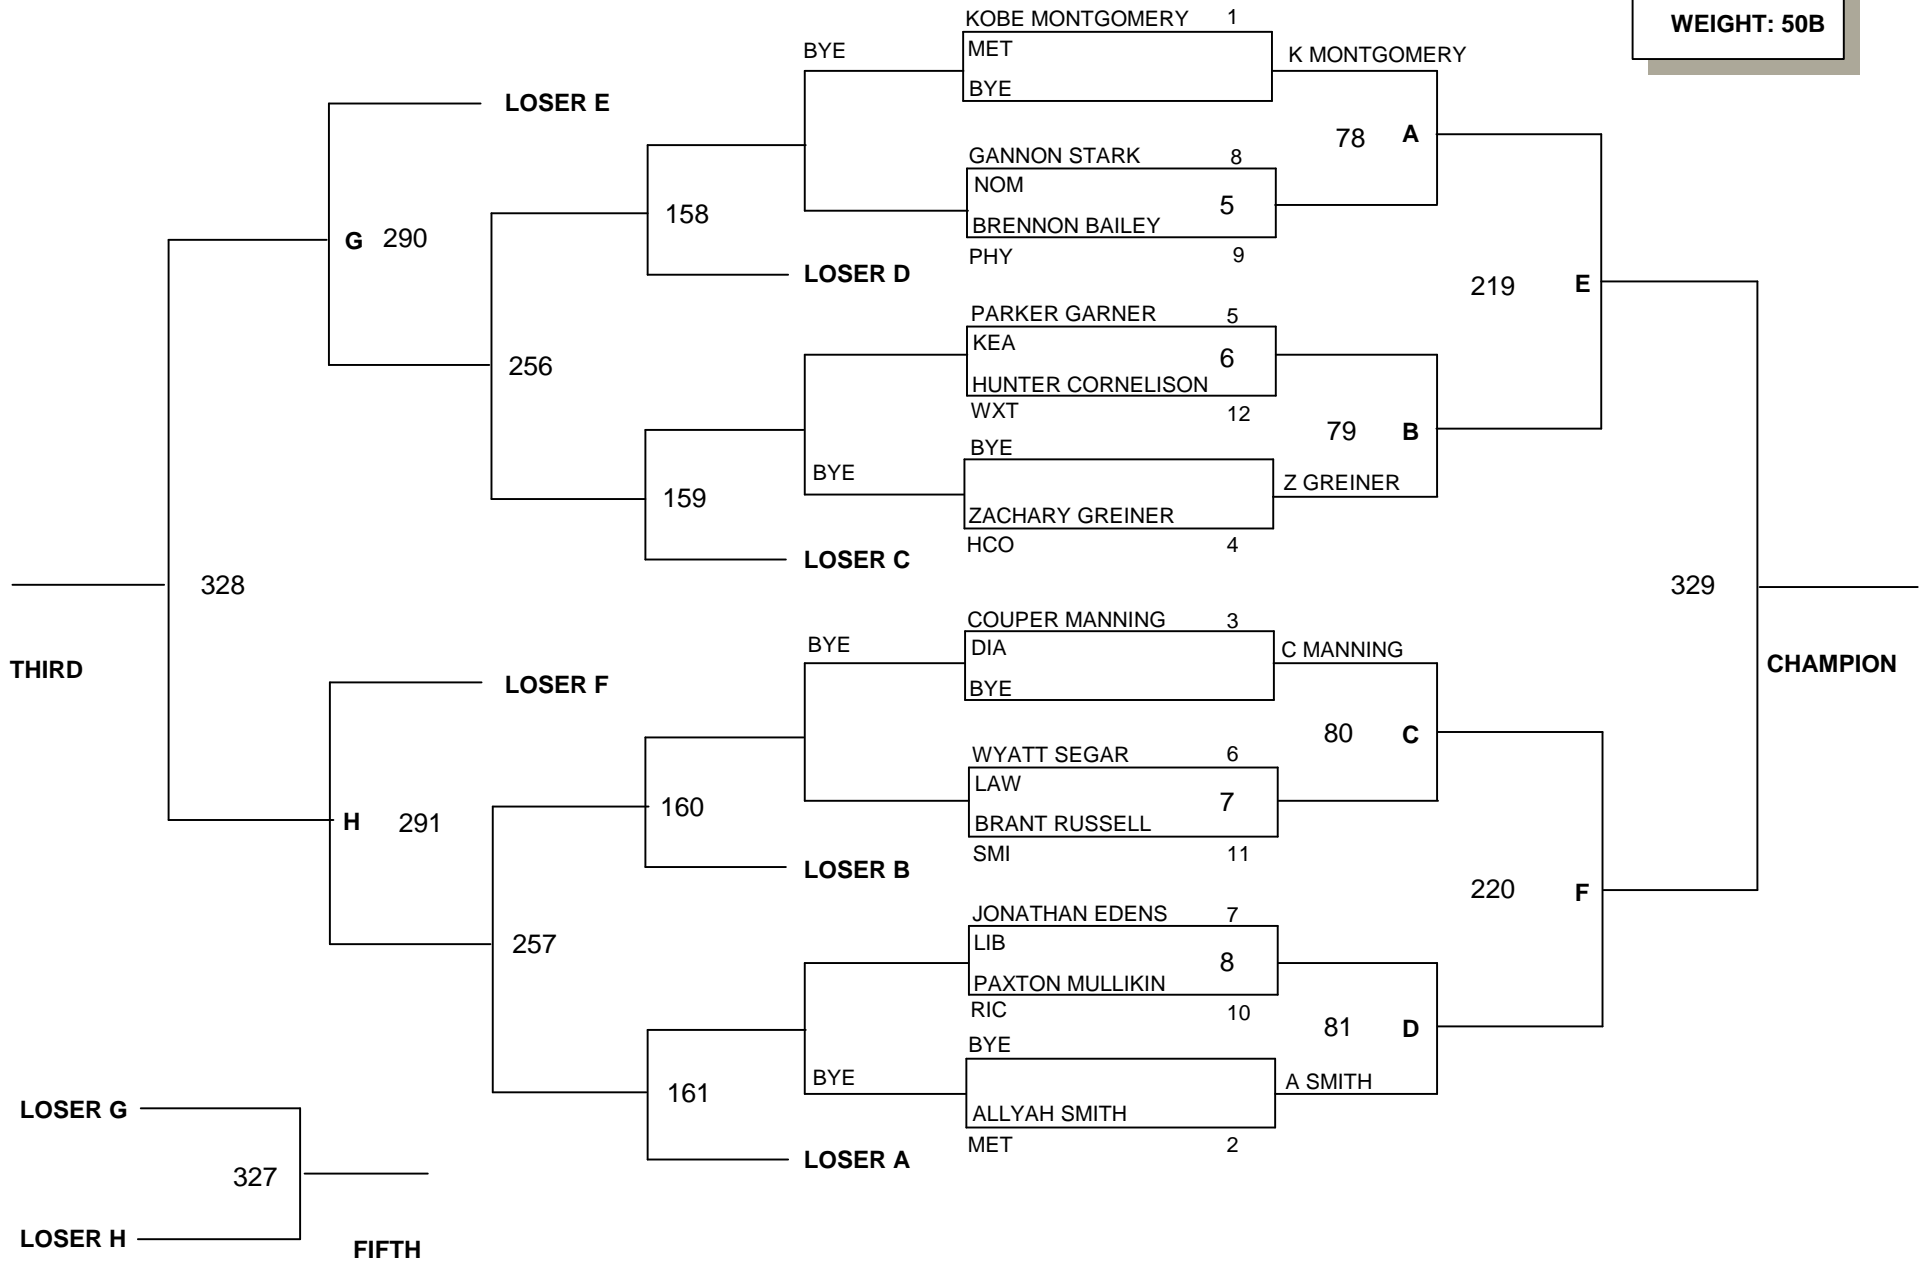 WEIGHT: 50B
KOBE MONTGOMERY 1
BYE MET K MONTGOMERY
BYE
LOSER E
78 A
GANNON STARK 8
NOM
158 5
BRENNON BAILEY
G 290
PHY 9
LOSER D
219 E
PARKER GARNER 5
KEA
256 6
HUNTER CORNELISON
WXT 12
79 B
BYE
BYE Z GREINER
159
ZACHARY GREINER
HCO 4
LOSER C
328 329
COUPER MANNING 3
BYE DIA C MANNING
THIRD CHAMPION
LOSER F BYE
80 C
WYATT SEGAR 6
LAW
160 7
H 291 BRANT RUSSELL
SMI 11
LOSER B
220 F
JONATHAN EDENS 7
257 LIB
8
PAXTON MULLIKIN
RIC 10
81 D
BYE
BYE A SMITH
161
LOSER G ALLYAH SMITH
MET 2
LOSER A
327
LOSER H
FIFTH